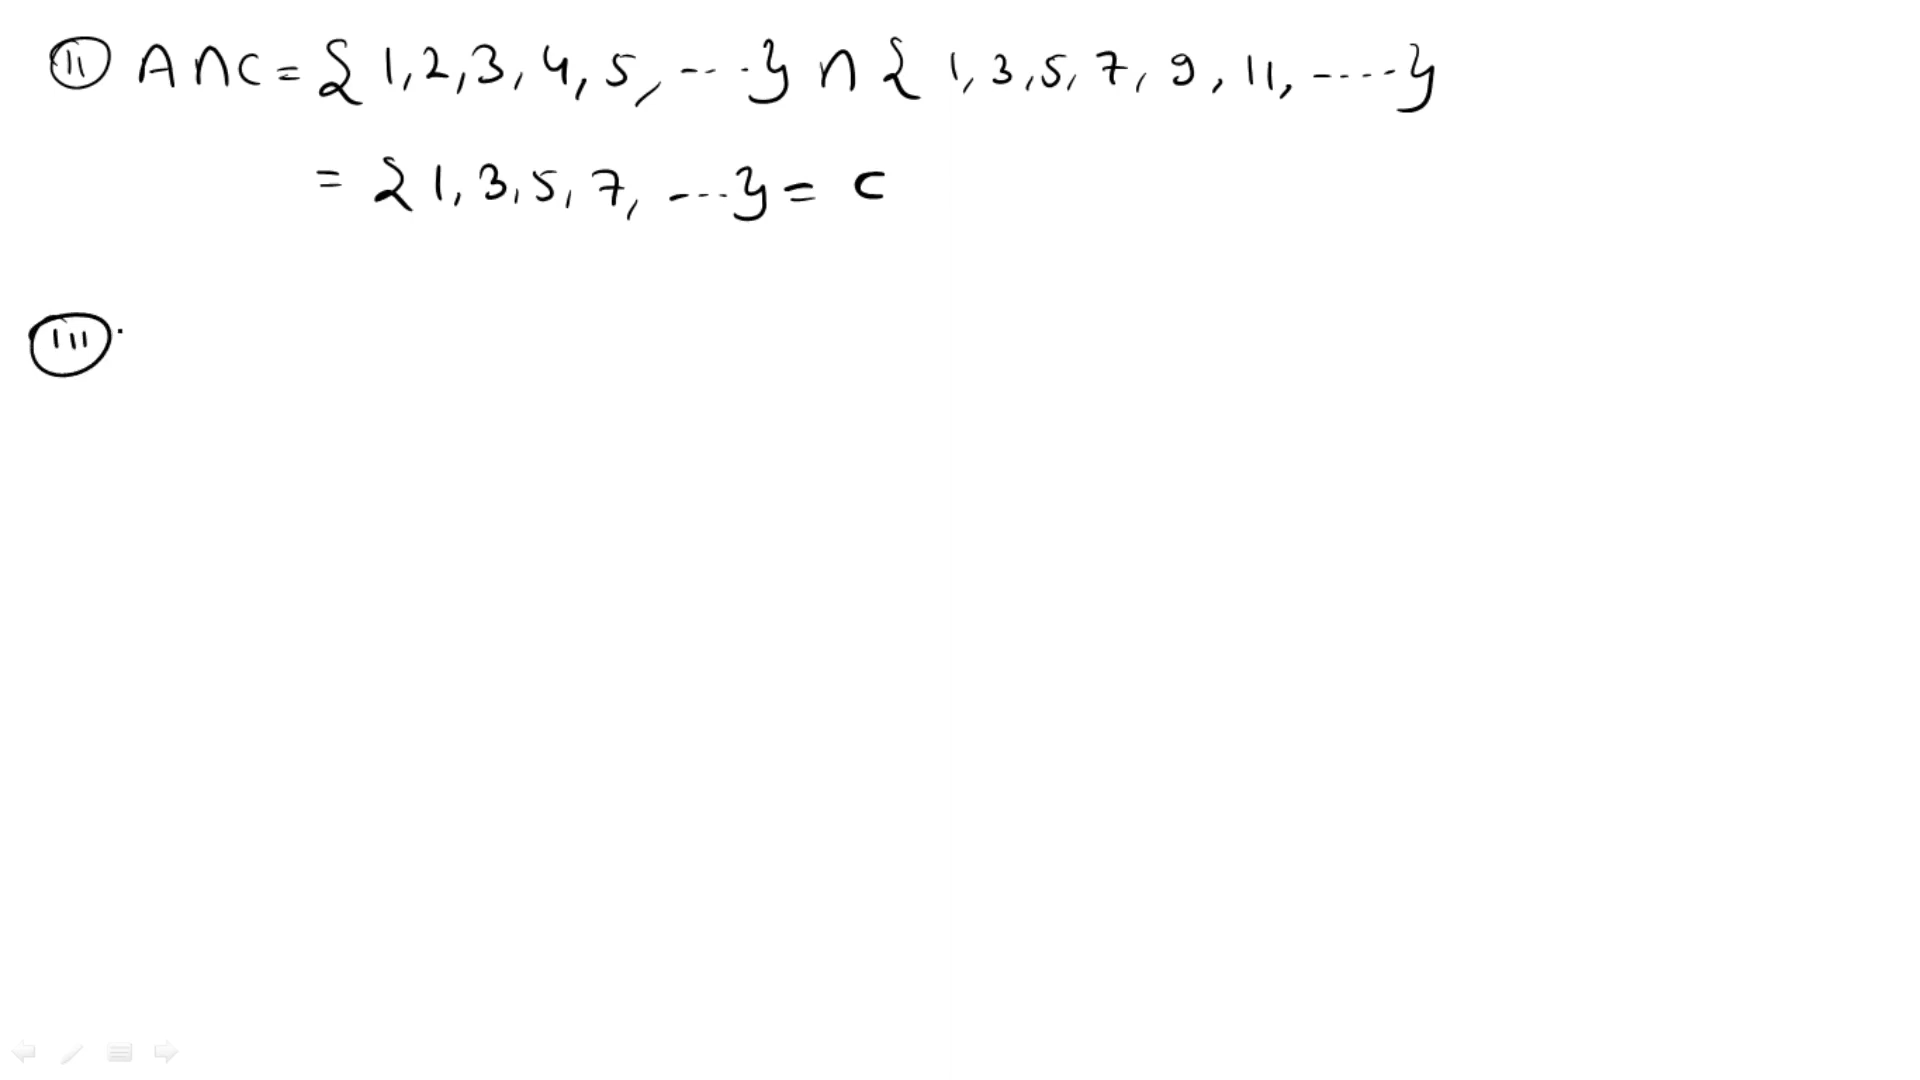 (ii) A∩C = { 1,2,3,4,5, ---·} ∩ { 1,3,5,7,9,11, -----}
= { 1,3,5,7, ----} = C
(iii)·